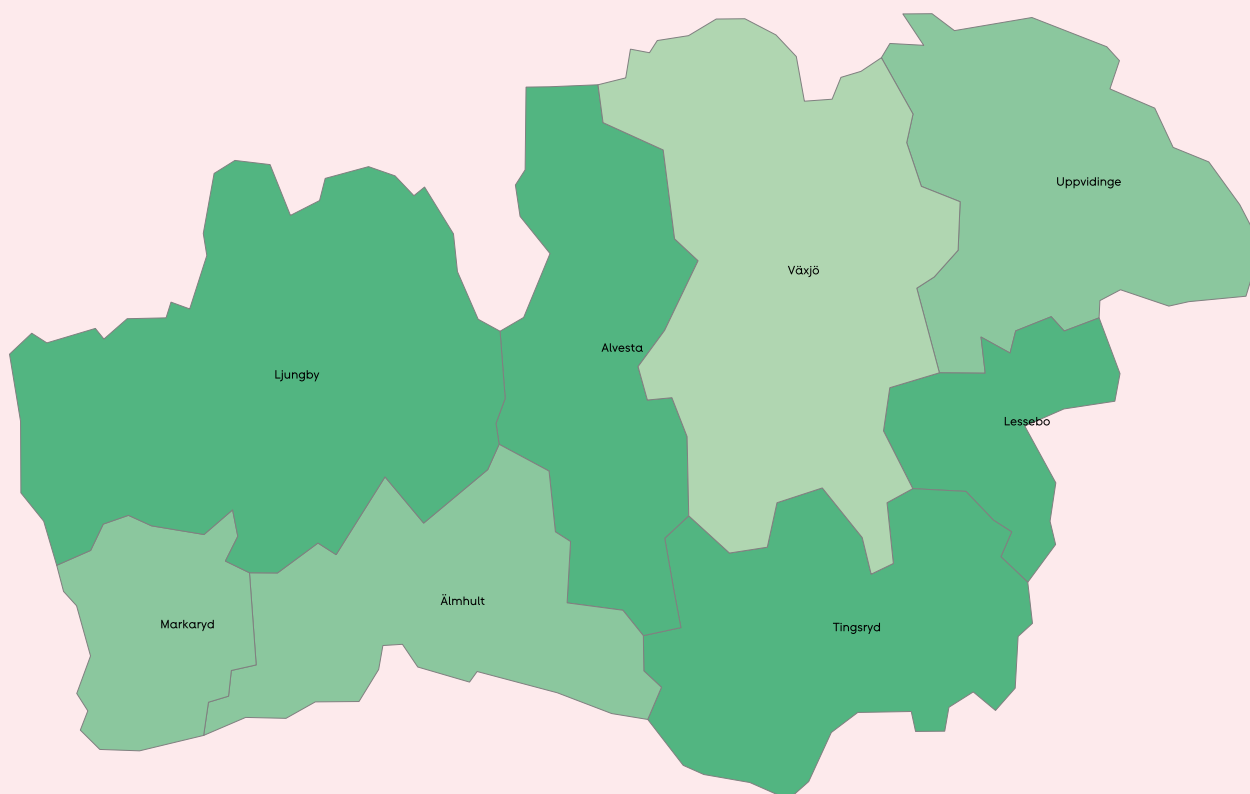 Uppvidinge
Växjö
Alvesta
Ljungby
Lessebo
Älmhult
Markaryd
Tingsryd